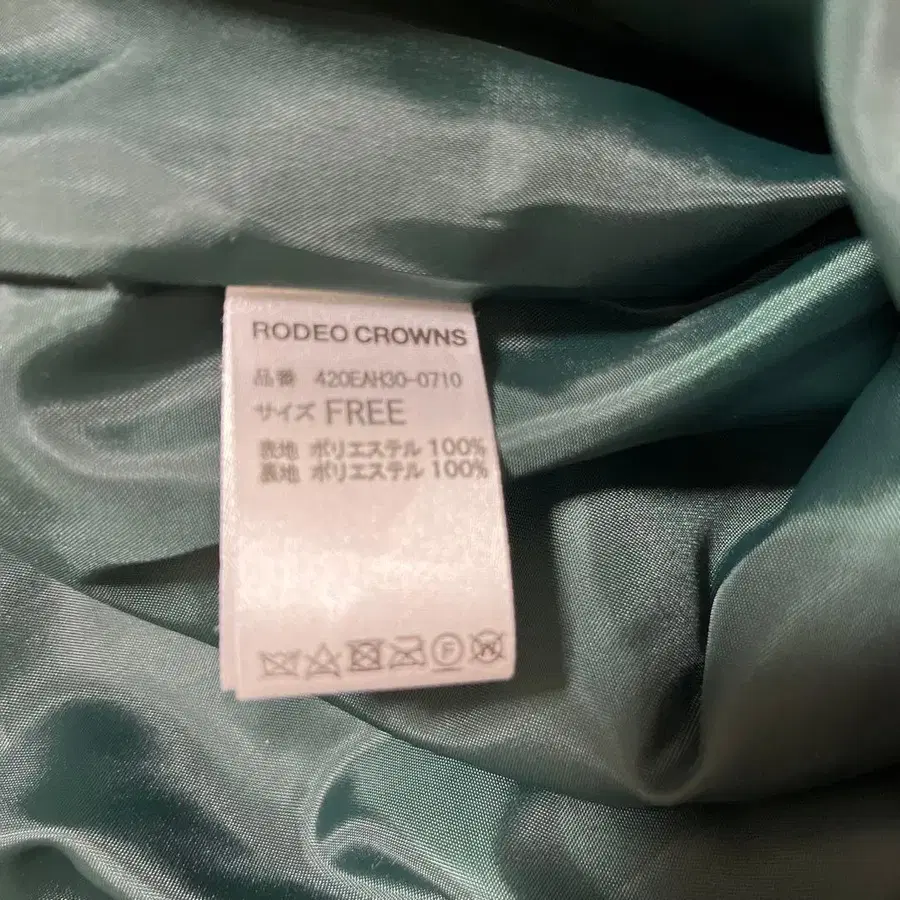 RODEO CROWNS
品番 420EAH30-0710
サイズ FREE
表地 ポリエステル 100%
裏地 ポリエステル 100%
F
W